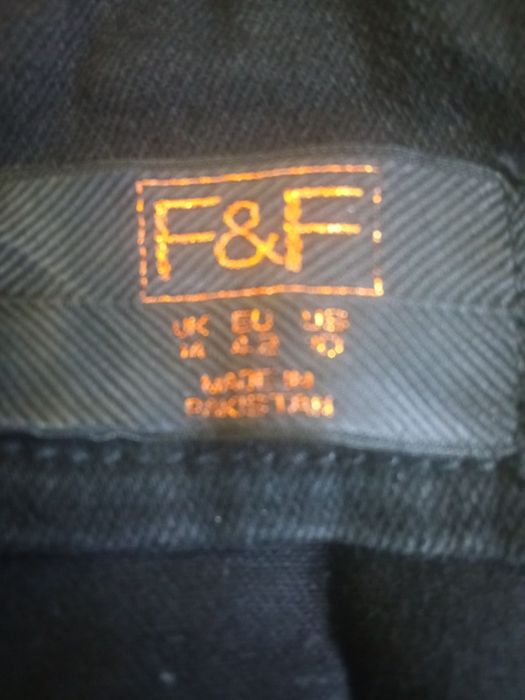 F&F
UK EU US
14 42 10
MADE IN
PAKISTAN